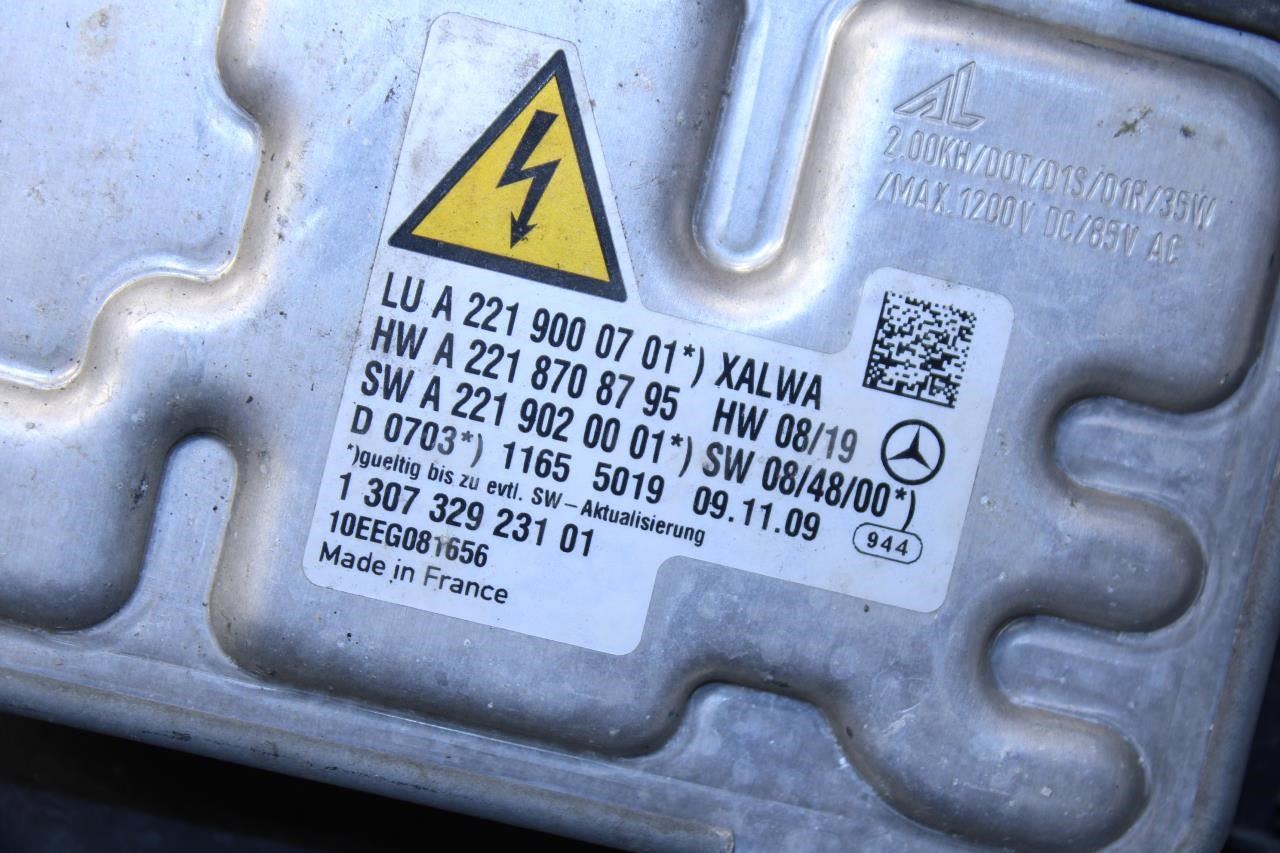 AL
2.00KH/DOT/D1S/D1R/35W
/MAX.1200V DC/85V AC
LU A 221 900 07 01*) XALWA
HW A 221 870 87 95 HW 08/19
SW A 221 902 00 01*) SW 08/48/00*)
D 0703*) 1165 5019 09.11.09
*)gueltig bis zu evtl. SW-Aktualisierung
944
1 307 329 231 01
10EEG081656
Made in France